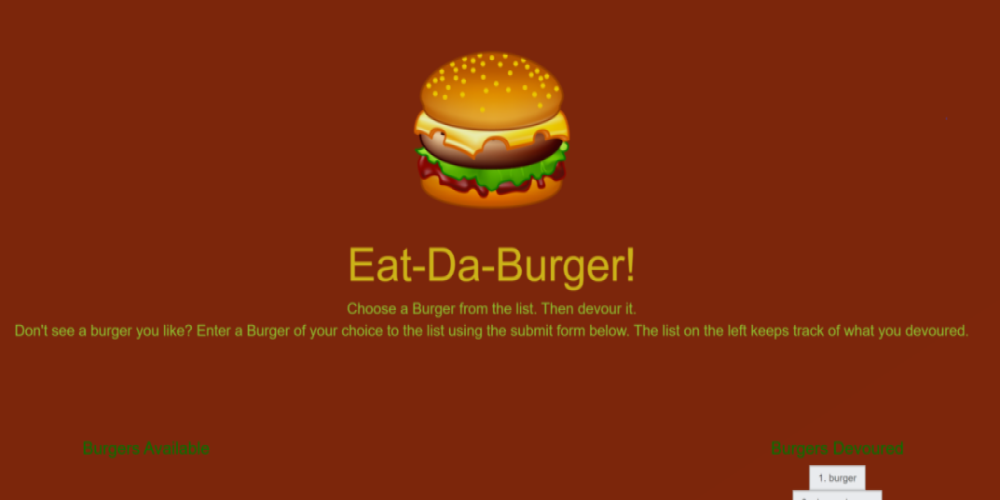 Eat-Da-Burger!
Choose a Burger from the list. Then devour it.
Don't see a burger you like? Enter a Burger of your choice to the list using the submit form below. The list on the left keeps track of what you devoured.
Burgers Available
Burgers Devoured
1. burger